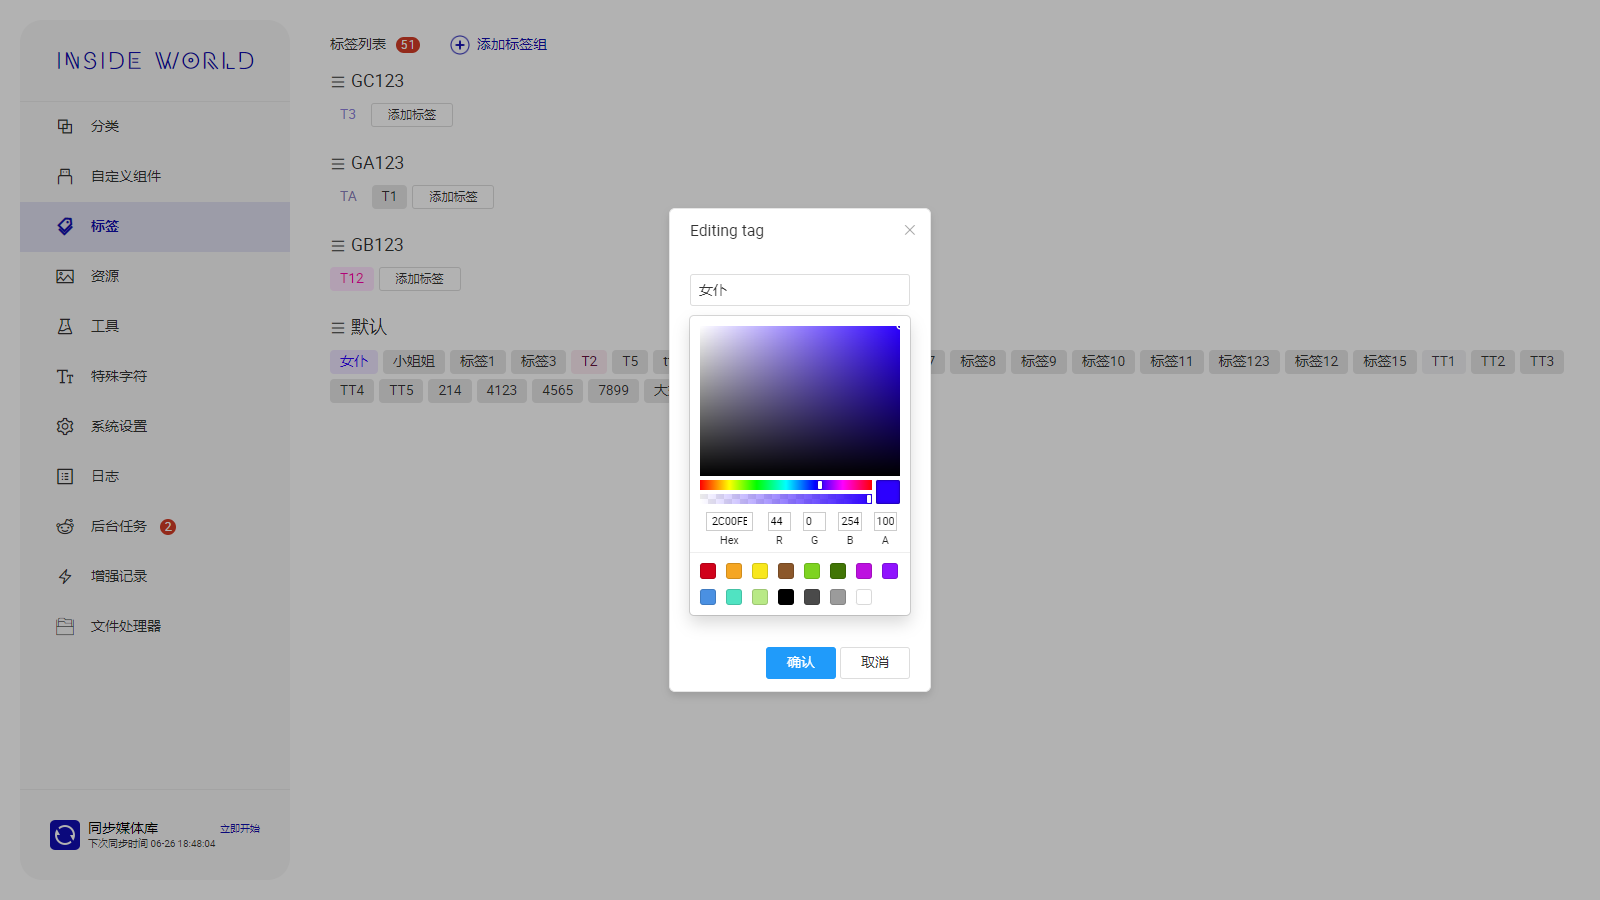 INSIDE WORLD
分类
自定义组件
标签
资源
工具
特殊字符
系统设置
日志
后台任务 2
增强记录
文件处理器
同步媒体库 立即开始
下次同步时间 06-26 18:48:04
标签列表 51 添加标签组
GC123
T3 添加标签
GA123
TA T1 添加标签
GB123
T12 添加标签
默认
女仆 小姐姐 标签1 标签3 T2 T5 标签8 标签9 标签10 标签11 标签123 标签12 标签15 TT1 TT2 TT3
TT4 TT5 214 4123 4565 7899
Editing tag
女仆
2C00FE 44 0 254 100
Hex R G B A
确认 取消